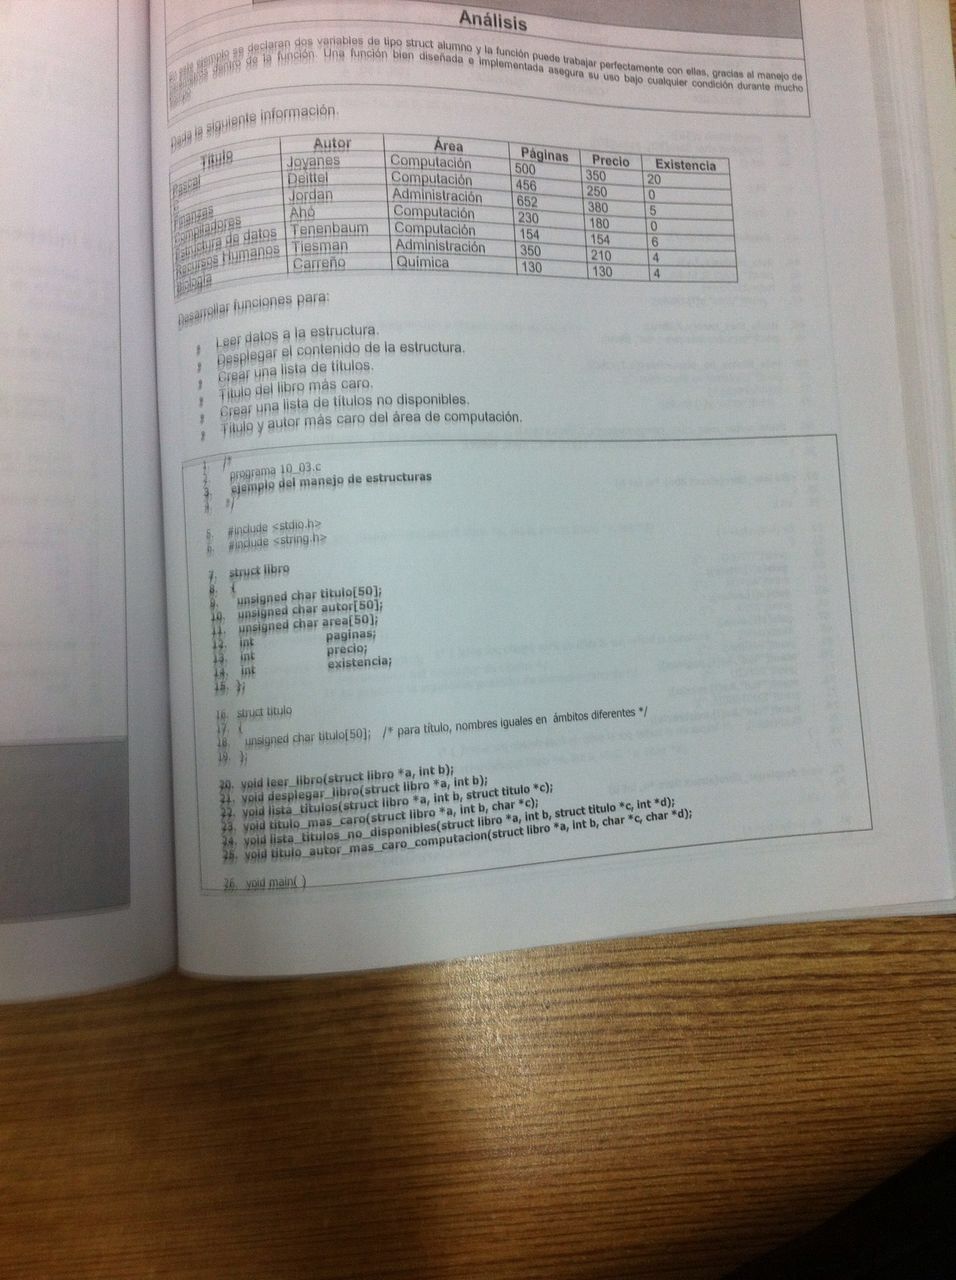 Análisis
En este ejemplo se declaran dos variables de tipo struct alumno y la función puede trabajar perfectamente con ellas, gracias al manejo de
dentro de la función. Una función bien diseñada e implementada asegura su uso bajo cualquier condición durante mucho
tiempo.
Dada la siguiente información.
Título Autor Área Páginas Precio Existencia
Pascal Joyanes Computación 500 350 20
C Deittel Computación 456 250 0
Finanzas Jordan Administración 652 380 5
Compiladores Ahó Computación 230 180 0
Estructura de datos Tenenbaum Computación 154 154 6
Recursos Humanos Tiesman Administración 350 210 4
Biología Carreño Química 130 130 4
Desarrollar funciones para:
Leer datos a la estructura.
Desplegar el contenido de la estructura.
Crear una lista de títulos.
Título del libro más caro.
Crear una lista de títulos no disponibles.
Título y autor más caro del área de computación.
1. /*
2. programa 10_03.c
3. ejemplo del manejo de estructuras
4. */
5. #include <stdio.h>
6. #include <string.h>
7. struct libro
8. {
9. unsigned char titulo[50];
10. unsigned char autor[50];
11. unsigned char area[50];
12. int paginas;
13. int precio;
14. int existencia;
15. };
16. struct titulo
17. {
18. unsigned char titulo[50]; /* para título, nombres iguales en ámbitos diferentes */
19. };
20. void leer_libro(struct libro *a, int b);
21. void desplegar_libro(struct libro *a, int b);
22. void lista_titulos(struct libro *a, int b, struct titulo *c);
23. void titulo_mas_caro(struct libro *a, int b, char *c);
24. void lista_titulos_no_disponibles(struct libro *a, int b, struct titulo *c, int *d);
25. void titulo_autor_mas_caro_computacion(struct libro *a, int b, char *c, char *d);
26. void main( )